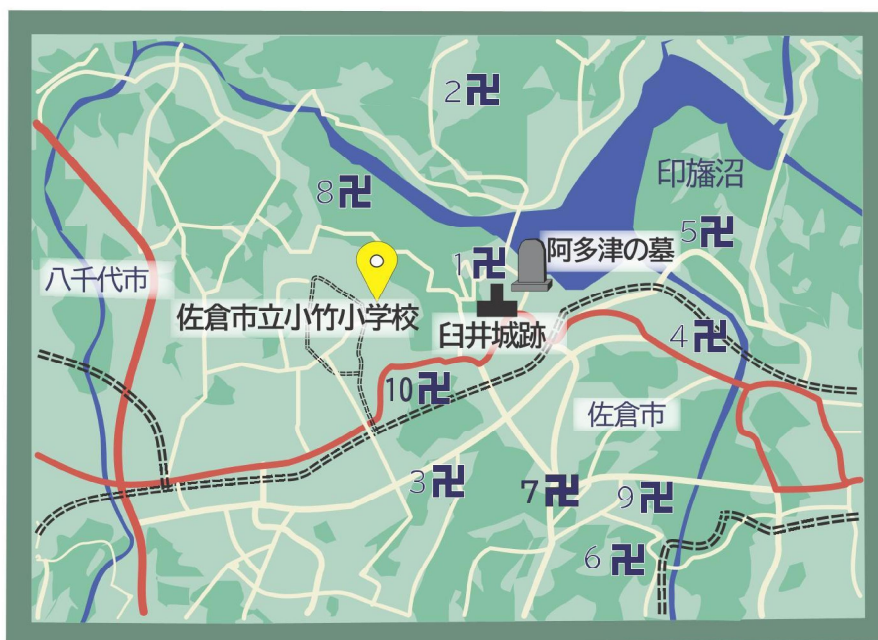 2卍
印旛沼
8卍
5卍
阿多津の墓
1卍
八千代市
佐倉市立小竹小学校
臼井城跡
4卍
10卍
佐倉市
3卍
7卍
9卍
6卍